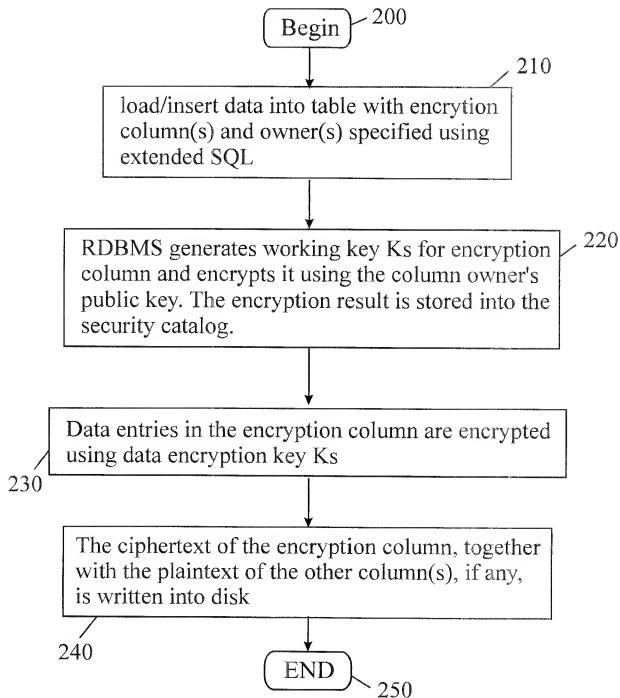 Begin
200
210
load/insert data into table with encrytion
column(s) and owner(s) specified using
extended SQL
220
RDBMS generates working key Ks for encryption
column and encrypts it using the column owner's
public key. The encryption result is stored into the
security catalog.
Data entries in the encryption column are encrypted
using data encryption key Ks
230
The ciphertext of the encryption column, together
with the plaintext of the other column(s), if any,
is written into disk
240
END
250